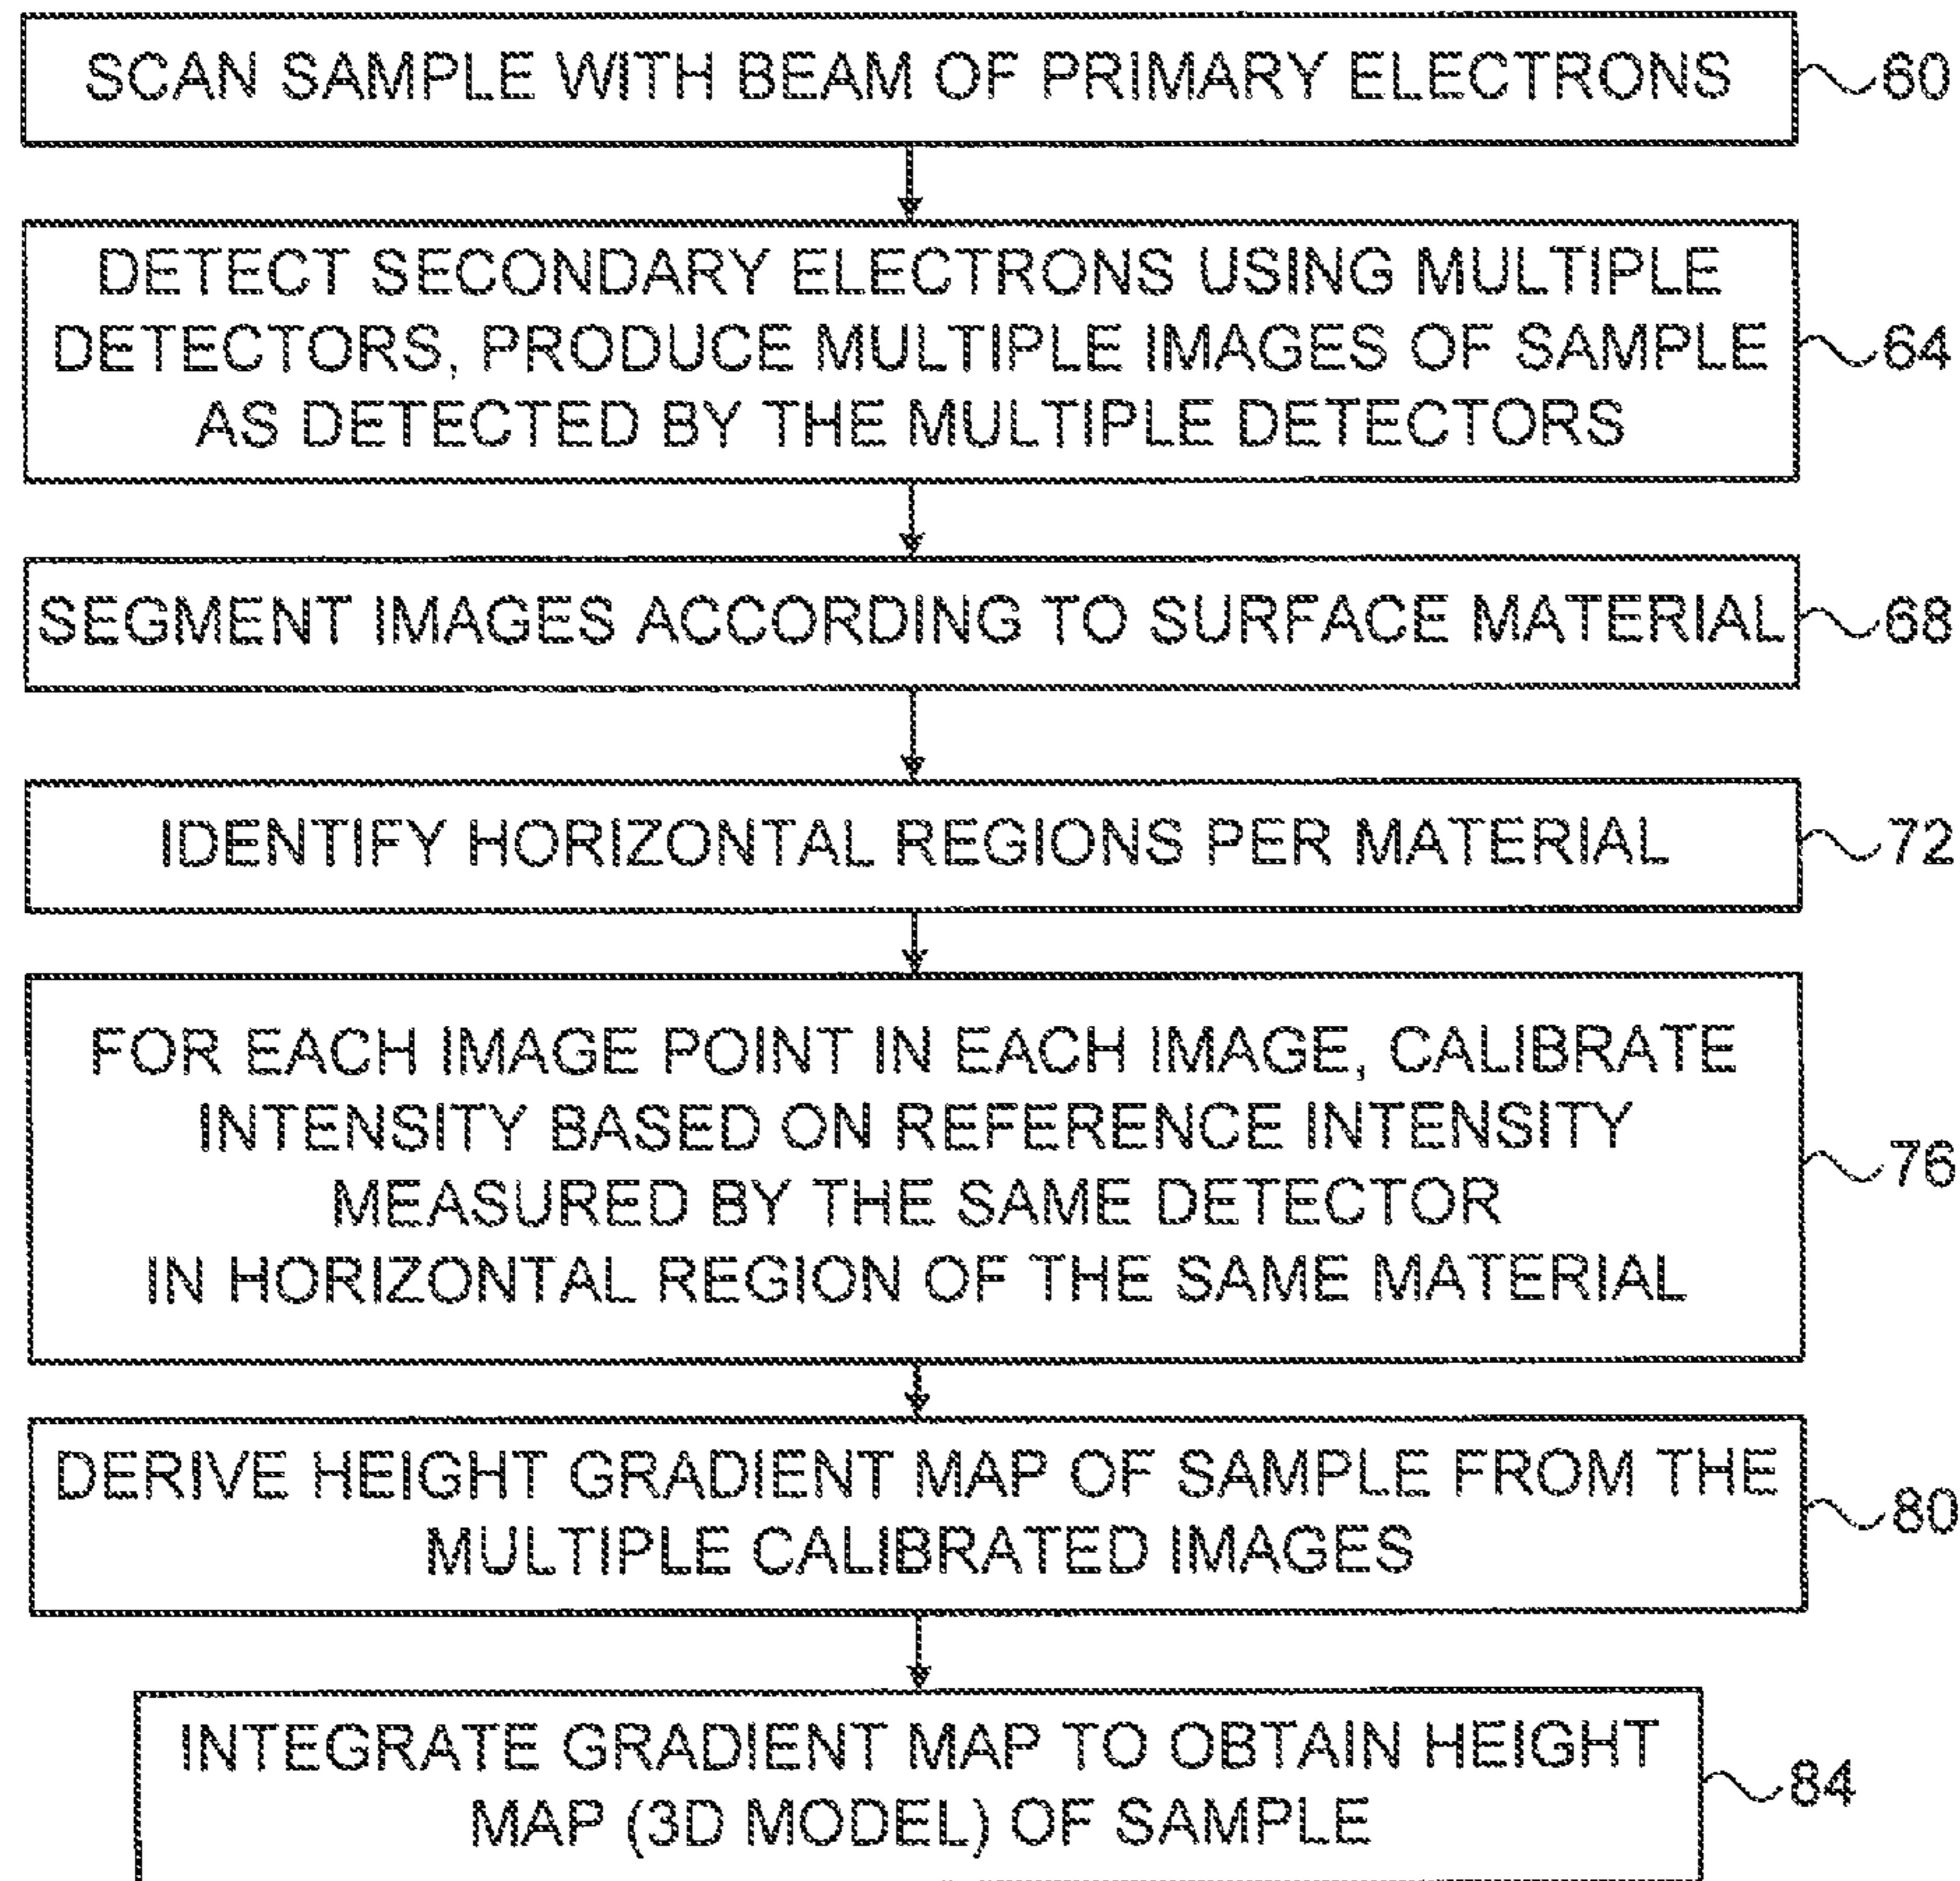 SCAN SAMPLE WITH BEAM OF PRIMARY ELECTRONS
60
DETECT SECONDARY ELECTRONS USING MULTIPLE
DETECTORS, PRODUCE MULTIPLE IMAGES OF SAMPLE
AS DETECTED BY THE MULTIPLE DETECTORS
64
SEGMENT IMAGES ACCORDING TO SURFACE MATERIAL
68
IDENTIFY HORIZONTAL REGIONS PER MATERIAL
72
FOR EACH IMAGE POINT IN EACH IMAGE, CALIBRATE
INTENSITY BASED ON REFERENCE INTENSITY
MEASURED BY THE SAME DETECTOR
IN HORIZONTAL REGION OF THE SAME MATERIAL
76
DERIVE HEIGHT GRADIENT MAP OF SAMPLE FROM THE
MULTIPLE CALIBRATED IMAGES
80
INTEGRATE GRADIENT MAP TO OBTAIN HEIGHT
MAP (3D MODEL) OF SAMPLE
84